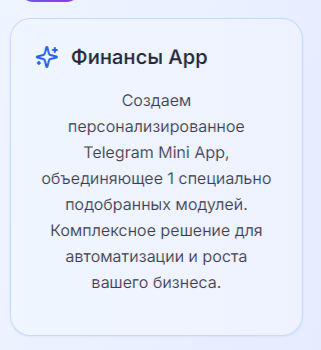 Финансы App
Создаем
персонализированное
Telegram Mini App,
объединяющее 1 специально
подобранных модулей.
Комплексное решение для
автоматизации и роста
вашего бизнеса.